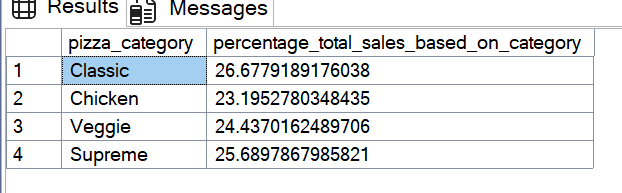 Results Messages
pizza_category percentage_total_sales_based_on_category
1 Classic 26.6779189176038
2 Chicken 23.1952780348435
3 Veggie 24.4370162489706
4 Supreme 25.6897867985821